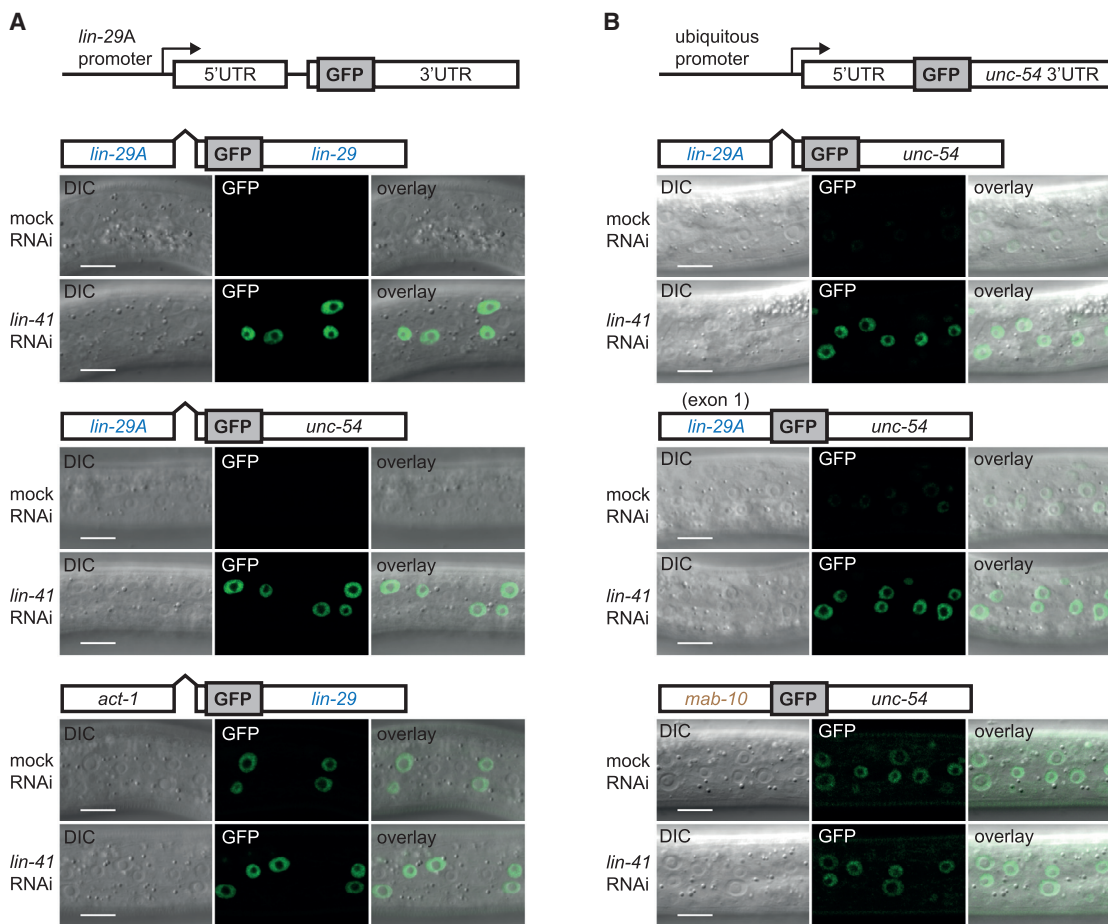 A
lin-29A
promoter
5'UTR
GFP
3'UTR
lin-29A
GFP
lin-29
mock
RNAi
DIC
GFP
overlay
lin-41
RNAi
DIC
GFP
overlay
lin-29A
GFP
unc-54
mock
RNAi
DIC
GFP
overlay
lin-41
RNAi
DIC
GFP
overlay
act-1
GFP
lin-29
mock
RNAi
DIC
GFP
overlay
lin-41
RNAi
DIC
GFP
overlay
B
ubiquitous
promoter
5'UTR
GFP
unc-54 3'UTR
lin-29A
GFP
unc-54
mock
RNAi
DIC
GFP
overlay
lin-41
RNAi
DIC
GFP
overlay
(exon 1)
lin-29A
GFP
unc-54
mock
RNAi
DIC
GFP
overlay
lin-41
RNAi
DIC
GFP
overlay
mab-10
GFP
unc-54
mock
RNAi
DIC
GFP
overlay
lin-41
RNAi
DIC
GFP
overlay